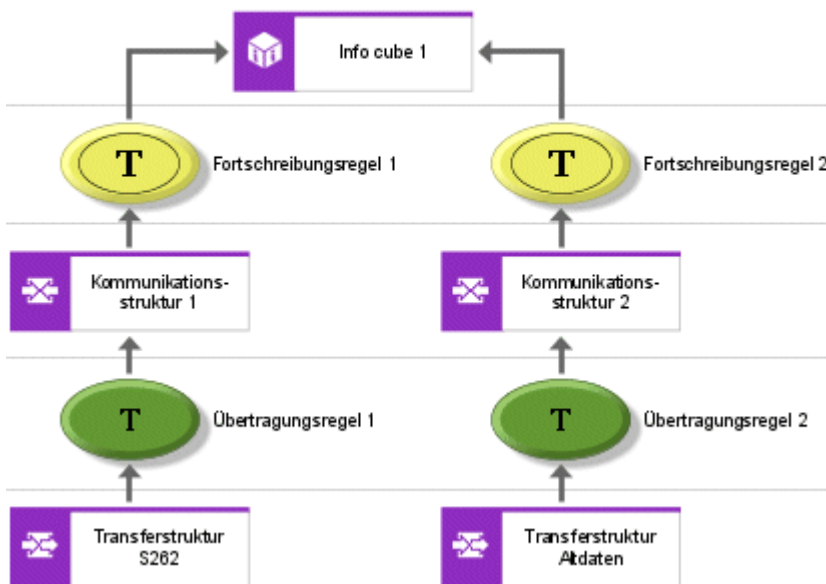 Info cube 1
T
Fortschreibungsregel 1
T
Fortschreibungsregel 2
Kommunikations-
struktur 1
Kommunikations-
struktur 2
T
Übertragungsregel 1
T
Übertragungsregel 2
Transferstruktur
S262
Transferstruktur
Altdaten